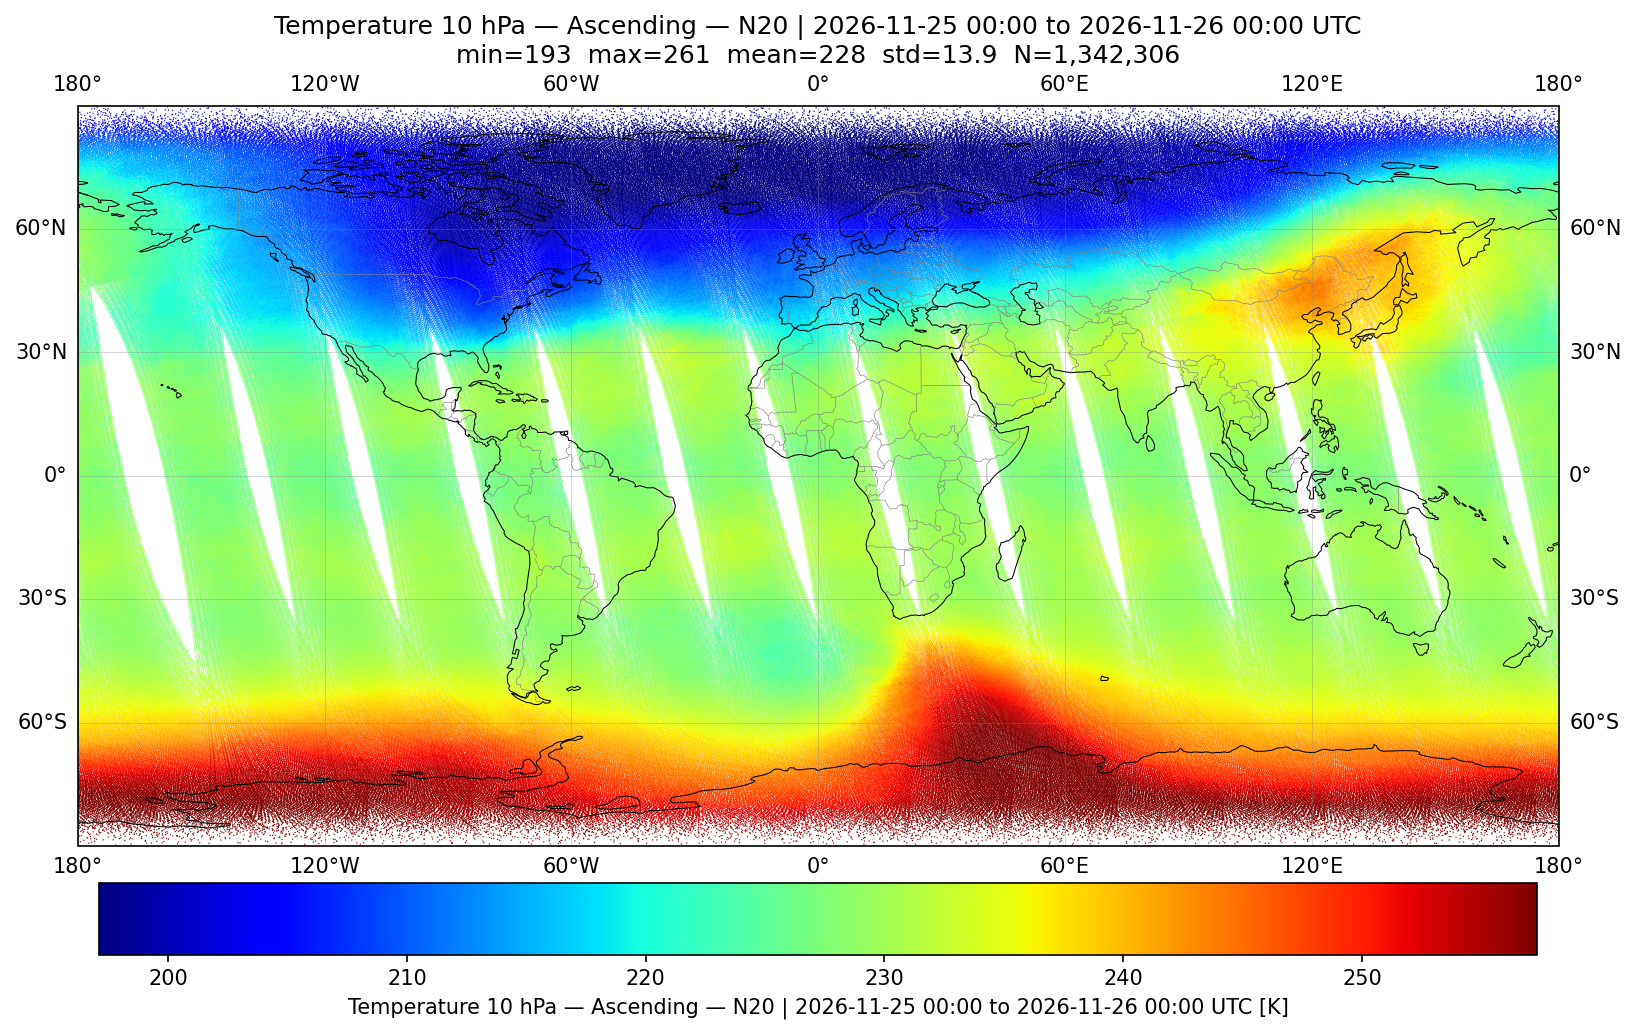 Temperature 10 hPa — Ascending — N20 | 2026-11-25 00:00 to 2026-11-26 00:00 UTC
min=193 max=261 mean=228 std=13.9 N=1,342,306
180° 120°W 60°W 0° 60°E 120°E 180°
60°N 60°N
30°N 30°N
0° 0°
30°S 30°S
60°S 60°S
180° 120°W 60°W 0° 60°E 120°E 180°
200 210 220 230 240 250
Temperature 10 hPa — Ascending — N20 | 2026-11-25 00:00 to 2026-11-26 00:00 UTC [K]